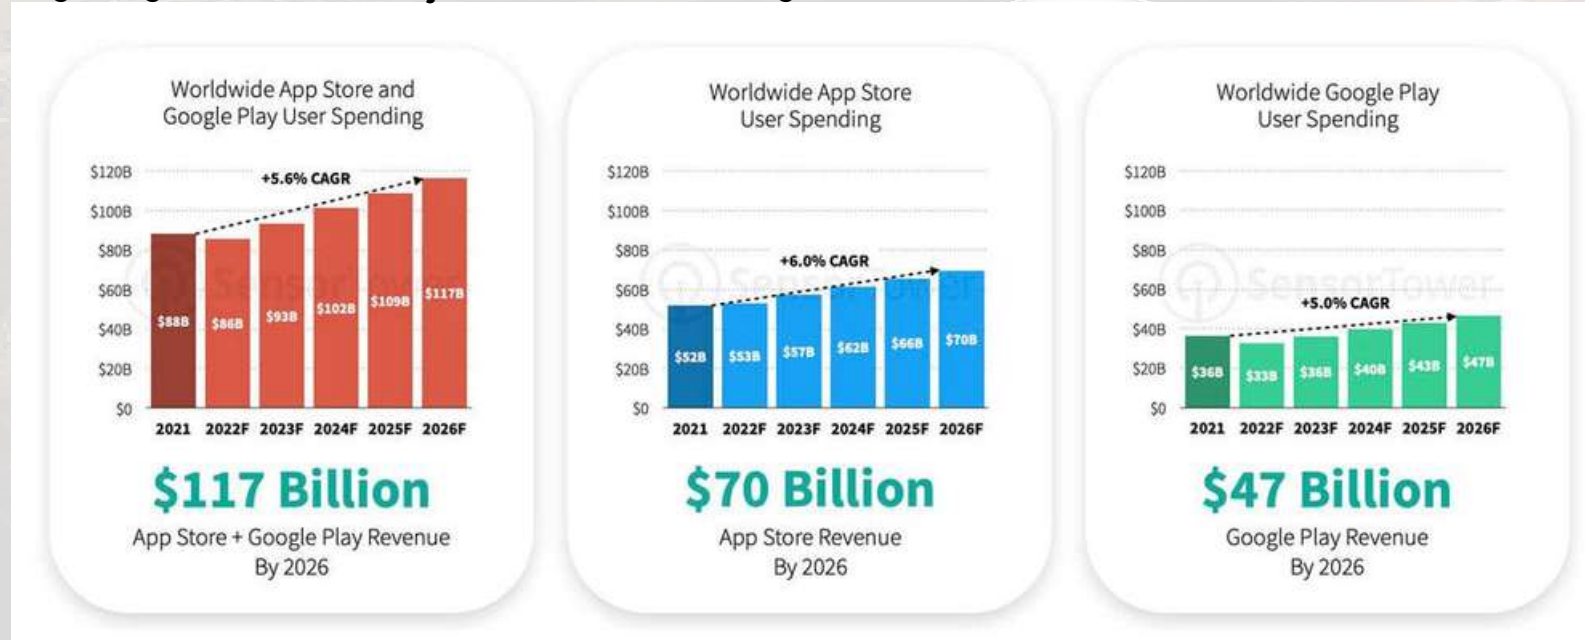 Worldwide App Store and
Google Play User Spending
$120B
+5.6% CAGR
$100B
$80B
SensorTower
$60B
$40B
$20B
$0
$88B
$86B
$93B
$102B
$109B
$117B
2021 2022F 2023F 2024F 2025F 2026F
$117 Billion
App Store + Google Play Revenue
By 2026
Worldwide App Store
User Spending
$120B
$100B
$80B
+6.0% CAGR
SensorTower
$60B
$40B
$20B
$0
$52B
$53B
$57B
$62B
$66B
$70B
2021 2022F 2023F 2024F 2025F 2026F
$70 Billion
App Store Revenue
By 2026
Worldwide Google Play
User Spending
$120B
$100B
$80B
SensorTower
$60B
+5.0% CAGR
$40B
$20B
$0
$36B
$33B
$36B
$40B
$43B
$47B
2021 2022F 2023F 2024F 2025F 2026F
$47 Billion
Google Play Revenue
By 2026